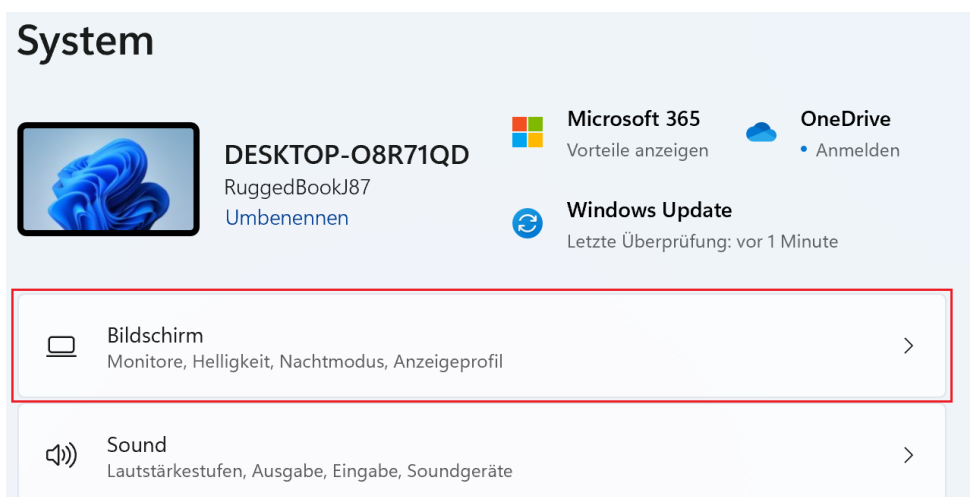 System
DESKTOP-O8R71QD
RuggedBookJ87
Umbenennen
Microsoft 365
Vorteile anzeigen
OneDrive
• Anmelden
Windows Update
Letzte Überprüfung: vor 1 Minute
Bildschirm
Monitore, Helligkeit, Nachtmodus, Anzeigeprofil
Sound
Lautstärkestufen, Ausgabe, Eingabe, Soundgeräte